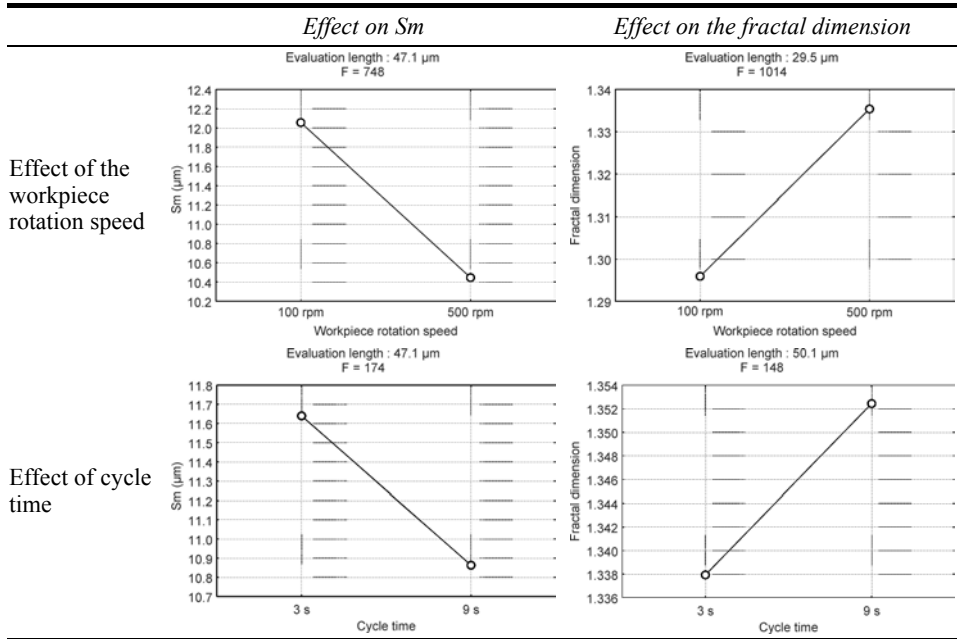 Effect on Sm
Effect on the fractal dimension
Effect of the
workpiece
rotation speed
Evaluation length : 47.1 µm
F = 748
Sm (µm)
12.4
12.2
12.0
11.8
11.6
11.4
11.2
11.0
10.8
10.6
10.4
10.2
100 rpm 500 rpm
Workpiece rotation speed
Evaluation length : 29.5 µm
F = 1014
Fractal dimension
1.34
1.33
1.32
1.31
1.30
1.29
100 rpm 500 rpm
Workpiece rotation speed
Effect of cycle
time
Evaluation length : 47.1 µm
F = 174
Sm (µm)
11.8
11.7
11.6
11.5
11.4
11.3
11.2
11.1
11.0
10.9
10.8
10.7
3 s 9 s
Cycle time
Evaluation length : 50.1 µm
F = 148
Fractal dimension
1.354
1.352
1.350
1.348
1.346
1.344
1.342
1.340
1.338
1.336
3 s 9 s
Cycle time